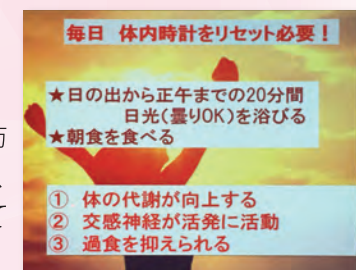 毎日 体内時計をリセット必要！
★日の出から正午までの20分間
日光(曇りOK)を浴びる
★朝食を食べる
① 体の代謝が向上する
② 交感神経が活発に活動
③ 過食を抑えられる